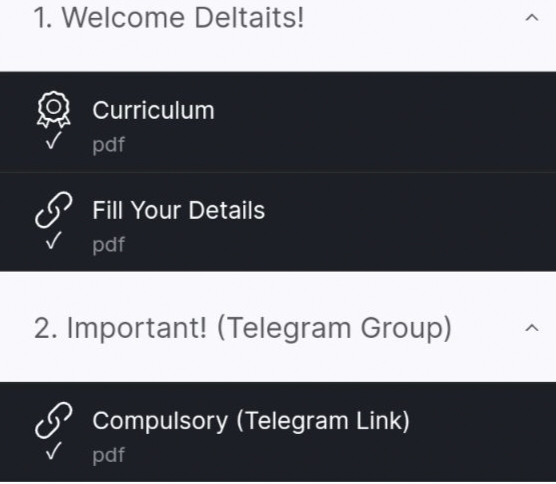 1. Welcome Deltaits!
Curriculum
pdf
Fill Your Details
pdf
2. Important! (Telegram Group)
Compulsory (Telegram Link)
pdf